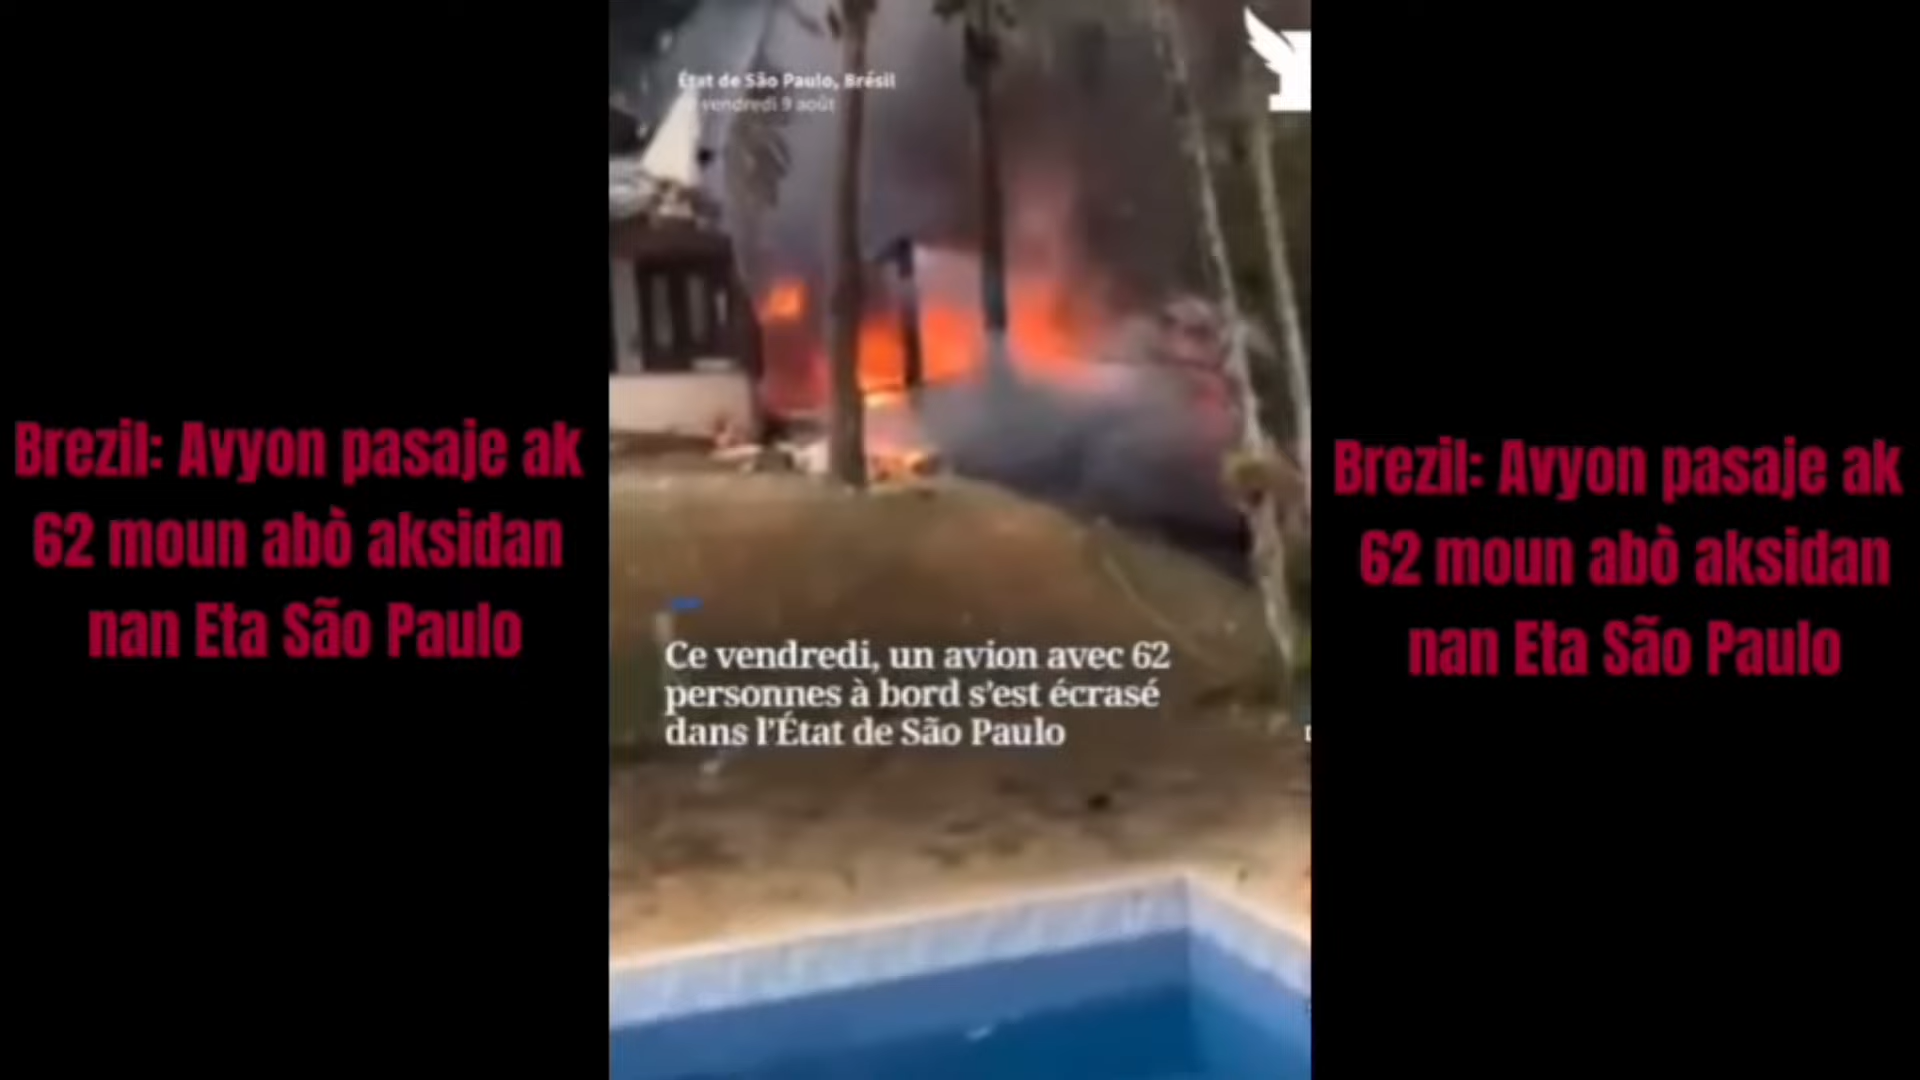 Brezil: Avyon pasaje ak
62 moun abò aksidan
nan Eta São Paulo
État de São Paulo, Brésil
vendredi 9 août
Ce vendredi, un avion avec 62
personnes à bord s'est écrasé
dans l'État de São Paulo
Brezil: Avyon pasaje ak
62 moun abò aksidan
nan Eta São Paulo